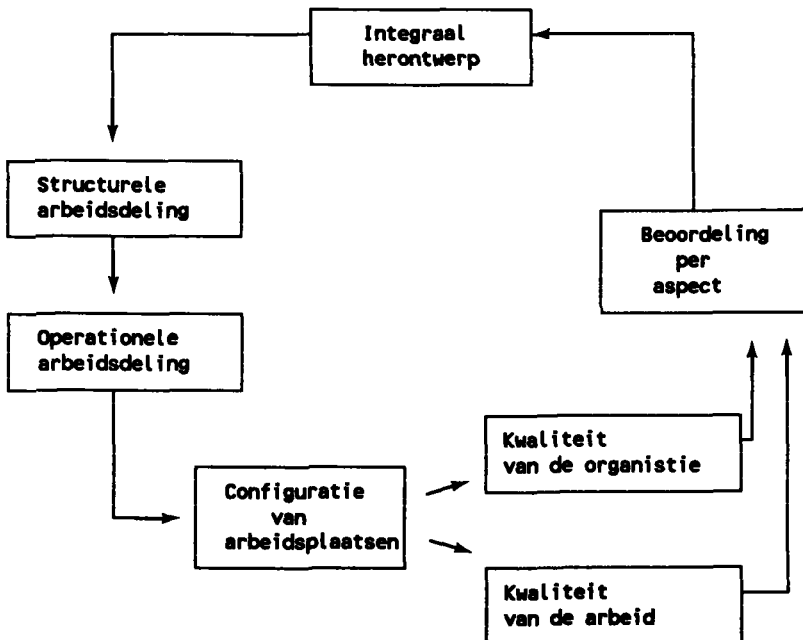 Integraal
herontwerp
Structurele
arbeidsdeling
Beoordeling
per
aspect
Operationele
arbeidsdeling
Kwaliteit
van de organistie
Configuratie
van
arbeidsplaatsen
Kwaliteit
van de arbeid